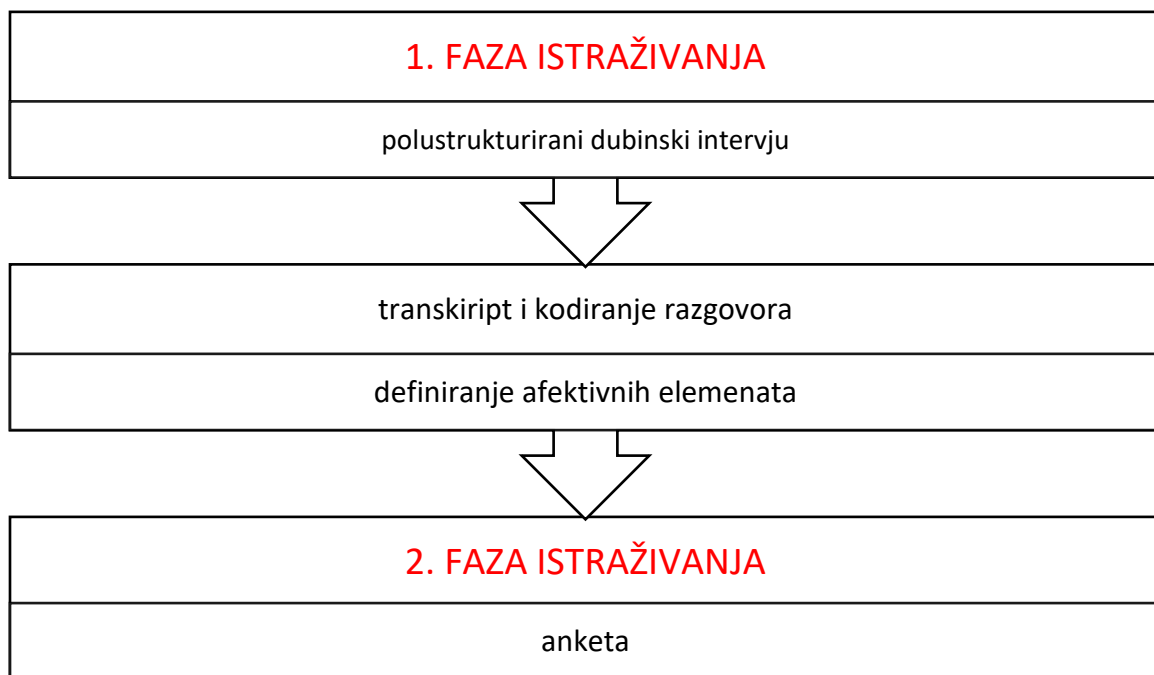 1. FAZA ISTRAŽIVANJA
polustrukturirani dubinski intervju
transkiript i kodiranje razgovora
definiranje afektivnih elemenata
2. FAZA ISTRAŽIVANJA
anketa